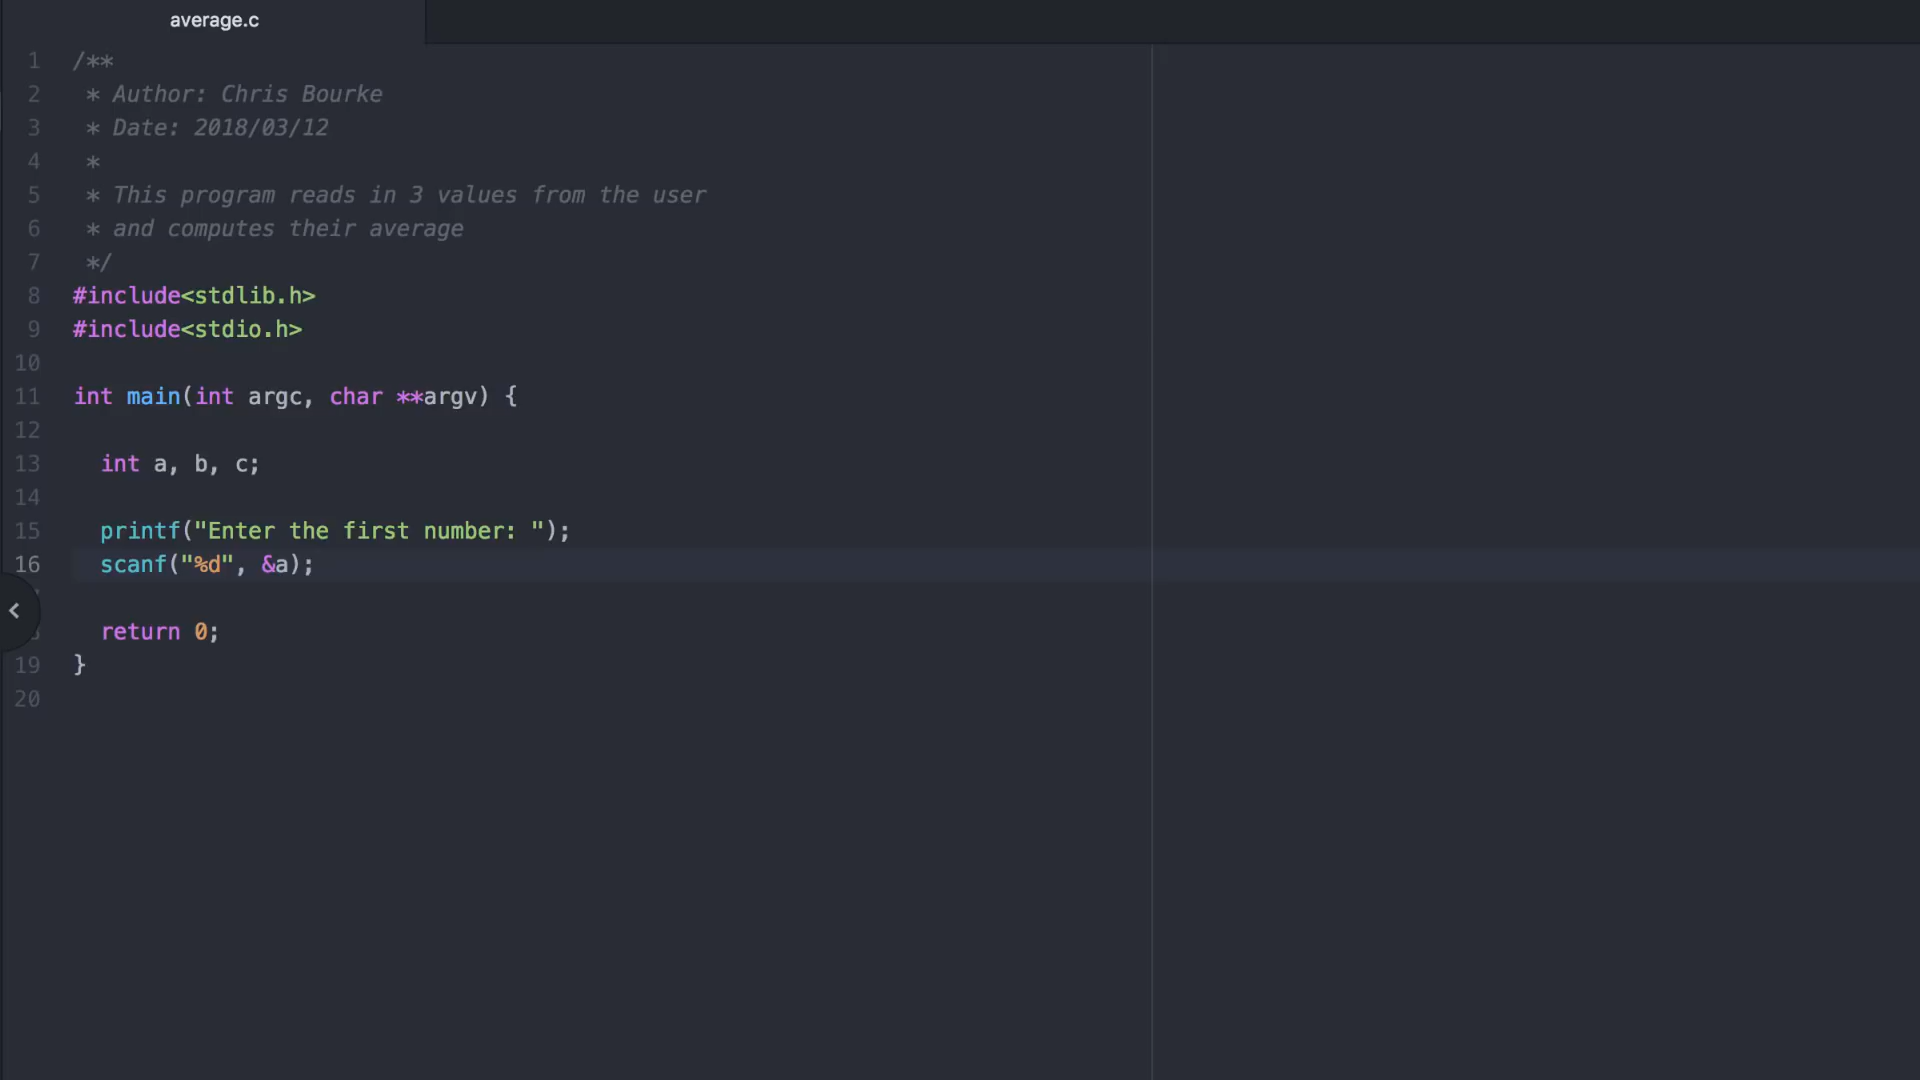 average.c
1 /**
2 * Author: Chris Bourke
3 * Date: 2018/03/12
4 *
5 * This program reads in 3 values from the user
6 * and computes their average
7 */
8 #include<stdlib.h>
9 #include<stdio.h>
10
11 int main(int argc, char **argv) {
12
13 int a, b, c;
14
15 printf("Enter the first number: ");
16 scanf("%d", &a);
return 0;
19 }
20